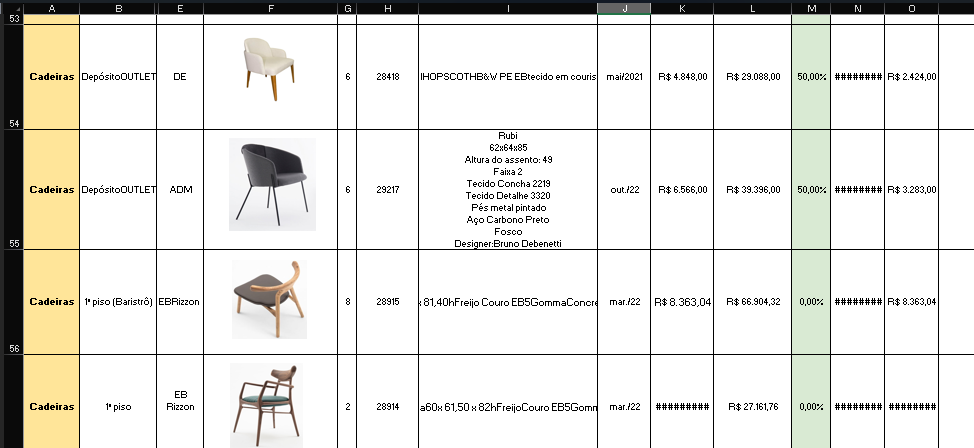 A B E F G H I J K L M N O
53
Cadeiras DepósitoOUTLET DE 6 28418 IHOPSCOTHB&W PE EBtecido em couris mai/2021 R$ 4.848,00 R$ 29.088,00 50,00% ######## R$ 2.424,00
54
Rubi
62x64x85
Altura do assento: 49
Faixa 2
Tecido Concha 2219
Cadeiras DepósitoOUTLET ADM 6 29217 Tecido Detalhe 3320 out./22 R$ 6.566,00 R$ 39.396,00 50,00% ######## R$ 3.283,00
Pés metal pintado
Aço Carbono Preto
Fosco
55 Designer:Bruno Debenetti
Cadeiras 1º piso (Baristrô) EBRizzon 8 28915 x 81,40hFreijo Couro EB5GommaConcre mar./22 R$ 8.363,04 R$ 66.904,32 0,00% ######## R$ 8.363,04
56
Cadeiras 1º piso EB Rizzon 2 28914 a60x 61,50 x 82hFreijoCouro EB5Gomm mar./22 ######### R$ 27.161,76 0,00% ######## ########